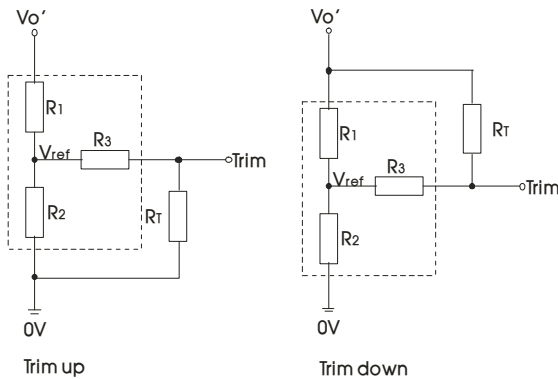 Vo'
R1
Vref
R3
Trim
R2
RT
0V
Trim up
Vo'
R1
RT
Vref
R3
Trim
R2
0V
Trim down